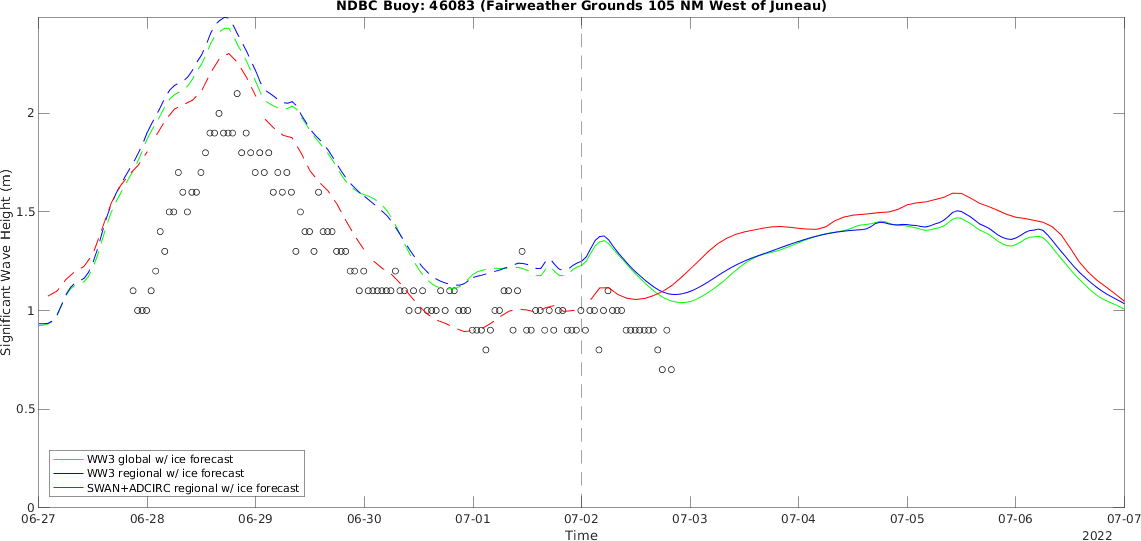 NDBC Buoy: 46083 (Fairweather Grounds 105 NM West of Juneau)
Significant Wave Height (m)
2
1.5
1
0.5
0
WW3 global w/ ice forecast
WW3 regional w/ ice forecast
SWAN+ADCIRC regional w/ ice forecast
06-27 06-28 06-29 06-30 07-01 07-02 07-03 07-04 07-05 07-06 07-07
Time 2022